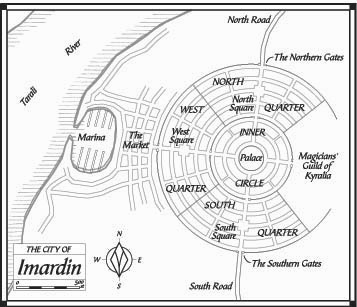 North Road
River
Tarali
The Northern Gates
NORTH
QUARTER
North
Square
WEST
QUARTER
Marina
The
Market
West
Square
INNER
CIRCLE
Palace
Magicians'
Guild of
Kyralia
SOUTH
QUARTER
South
Square
The Southern Gates
South Road
THE CITY OF
Imardin
0
500
N
W
E
S